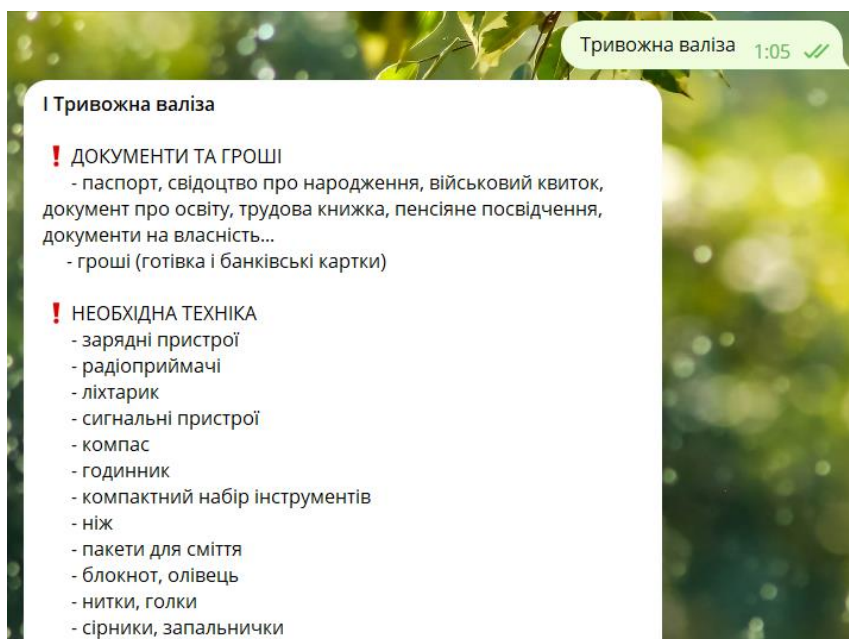 Тривожна валіза 1:05
І Тривожна валіза
❗ ДОКУМЕНТИ ТА ГРОШІ
- паспорт, свідоцтво про народження, військовий квиток,
документ про освіту, трудова книжка, пенсіяне посвідчення,
документи на власність...
- гроші (готівка і банківські картки)
❗ НЕОБХІДНА ТЕХНІКА
- зарядні пристрої
- радіоприймачі
- ліхтарик
- сигнальні пристрої
- компас
- годинник
- компактний набір інструментів
- ніж
- пакети для сміття
- блокнот, олівець
- нитки, голки
- сірники, запальнички